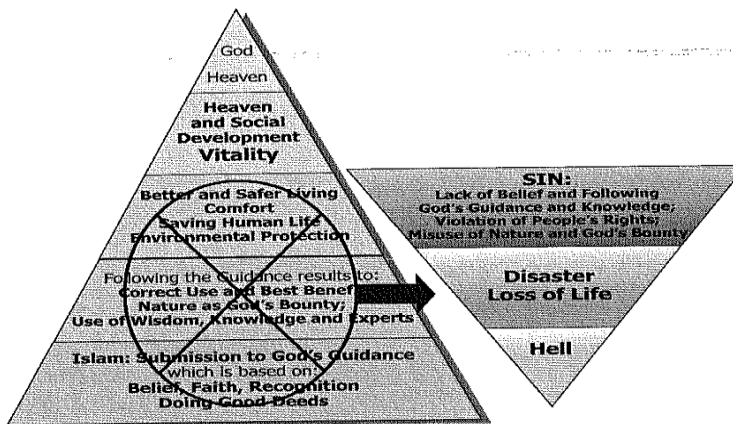 God
Heaven
Heaven
and Social
Development
Vitality
Better and Safer Living
Comfort
Saving Human Life
Environmental Protection
Following the Guidance results to:
Correct Use and Best Benef
Nature as God's Bounty;
Use of Wisdom, Knowledge and Experts
Islam: Submission to God's Guidance
which is based on:
Belief, Faith, Recognition
Doing Good Deeds
SIN:
Lack of Belief and Following
God's Guidance and Knowledge;
Violation of People's Rights;
Misuse of Nature and God's Bounty
Disaster
Loss of Life
Hell